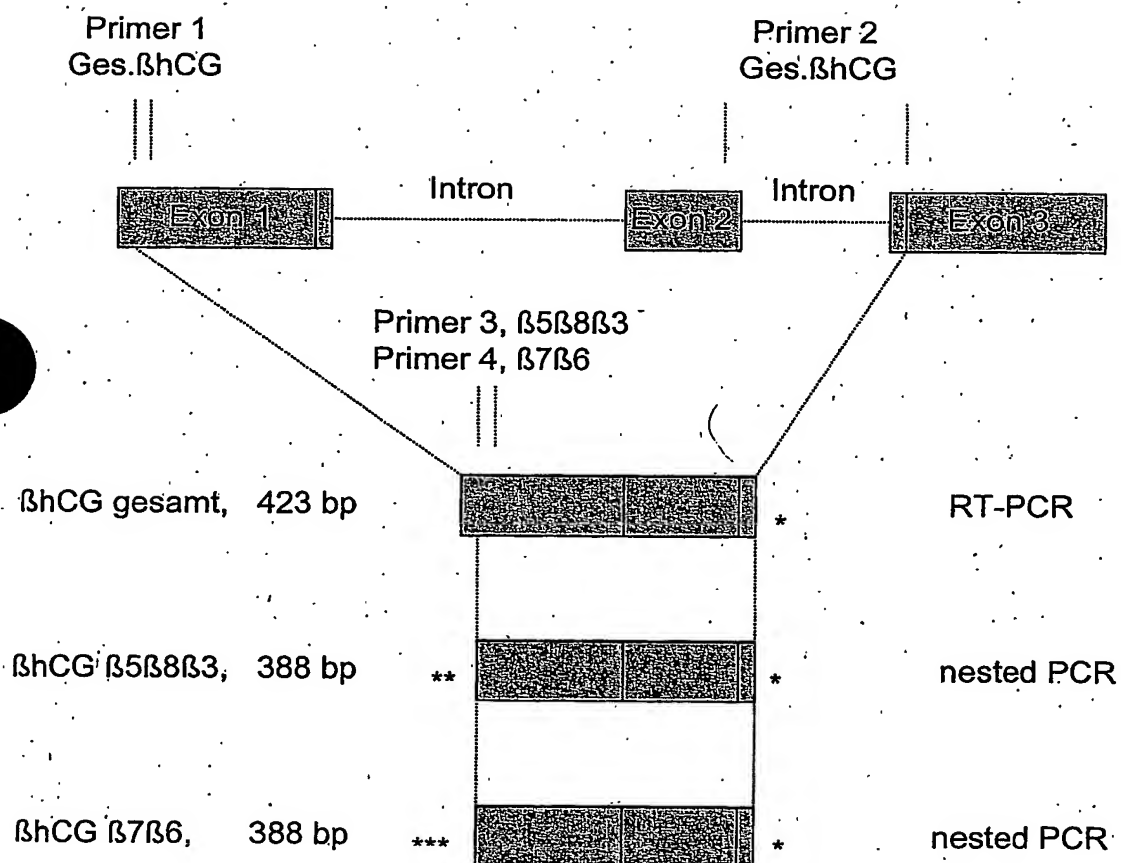 Primer 1
Ges.ßhCG
Primer 2
Ges.ßhCG
Exon 1
Intron
Exon 2
Intron
Exon 3
Primer 3, ß5ß8ß3
Primer 4, ß7ß6
ßhCG gesamt, 423 bp * RT-PCR
ßhCG ß5ß8ß3, 388 bp ** * nested PCR
ßhCG ß7ß6, 388 bp *** * nested PCR